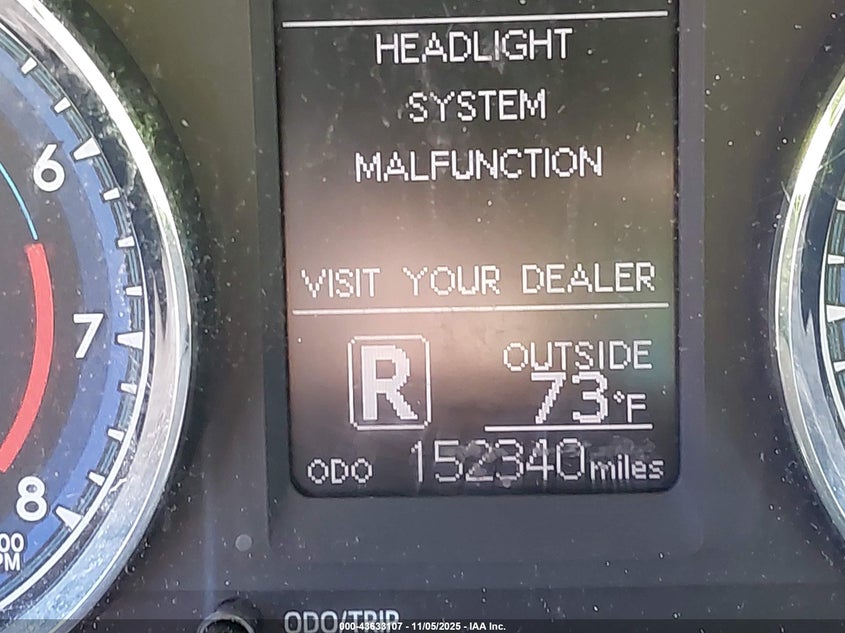 HEADLIGHT
SYSTEM
MALFUNCTION
VISIT YOUR DEALER
6
7
8
R
OUTSIDE
73°F
ODO 152340 miles
ODO/TRIP
000-43633107 - 11/05/2025 - IAA Inc.